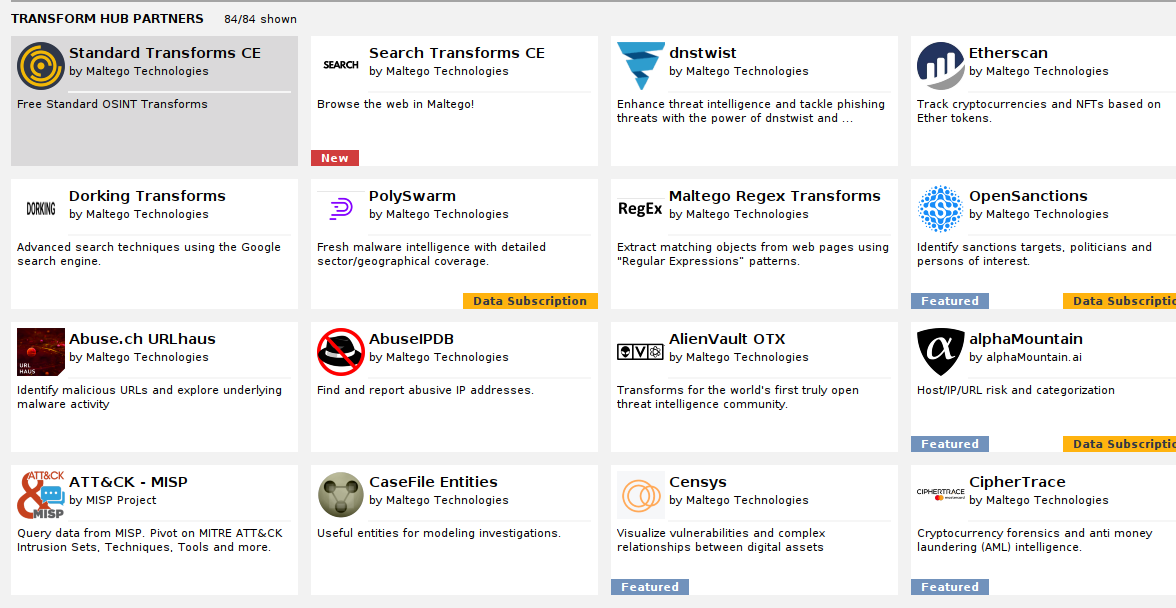 TRANSFORM HUB PARTNERS 84/84 shown
Standard Transforms CE
by Maltego Technologies
Free Standard OSINT Transforms
SEARCH
Search Transforms CE
by Maltego Technologies
Browse the web in Maltego!
New
dnstwist
by Maltego Technologies
Enhance threat intelligence and tackle phishing
threats with the power of dnstwist and ...
Etherscan
by Maltego Technologies
Track cryptocurrencies and NFTs based on
Ether tokens.
DORKING
Dorking Transforms
by Maltego Technologies
Advanced search techniques using the Google
search engine.
PolySwarm
by Maltego Technologies
Fresh malware intelligence with detailed
sector/geographical coverage.
Data Subscription
RegEx
Maltego Regex Transforms
by Maltego Technologies
Extract matching objects from web pages using
"Regular Expressions" patterns.
OpenSanctions
by Maltego Technologies
Identify sanctions targets, politicians and
persons of interest.
Featured
Data Subscriptio
URL
HAUS
Abuse.ch URLhaus
by Maltego Technologies
Identify malicious URLs and explore underlying
malware activity
AbuseIPDB
by Maltego Technologies
Find and report abusive IP addresses.
AlienVault OTX
by Maltego Technologies
Transforms for the world's first truly open
threat intelligence community.
α
alphaMountain
by alphaMountain.ai
Host/IP/URL risk and categorization
Featured
Data Subscriptio
ATT&CK
&
MISP
ATT&CK - MISP
by MISP Project
Query data from MISP. Pivot on MITRE ATT&CK
Intrusion Sets, Techniques, Tools and more.
CaseFile Entities
by Maltego Technologies
Useful entities for modeling investigations.
Censys
by Maltego Technologies
Visualize vulnerabilities and complex
relationships between digital assets
Featured
CIPHERTRACE
CipherTrace
by Maltego Technologies
Cryptocurrency forensics and anti money
laundering (AML) intelligence.
Featured